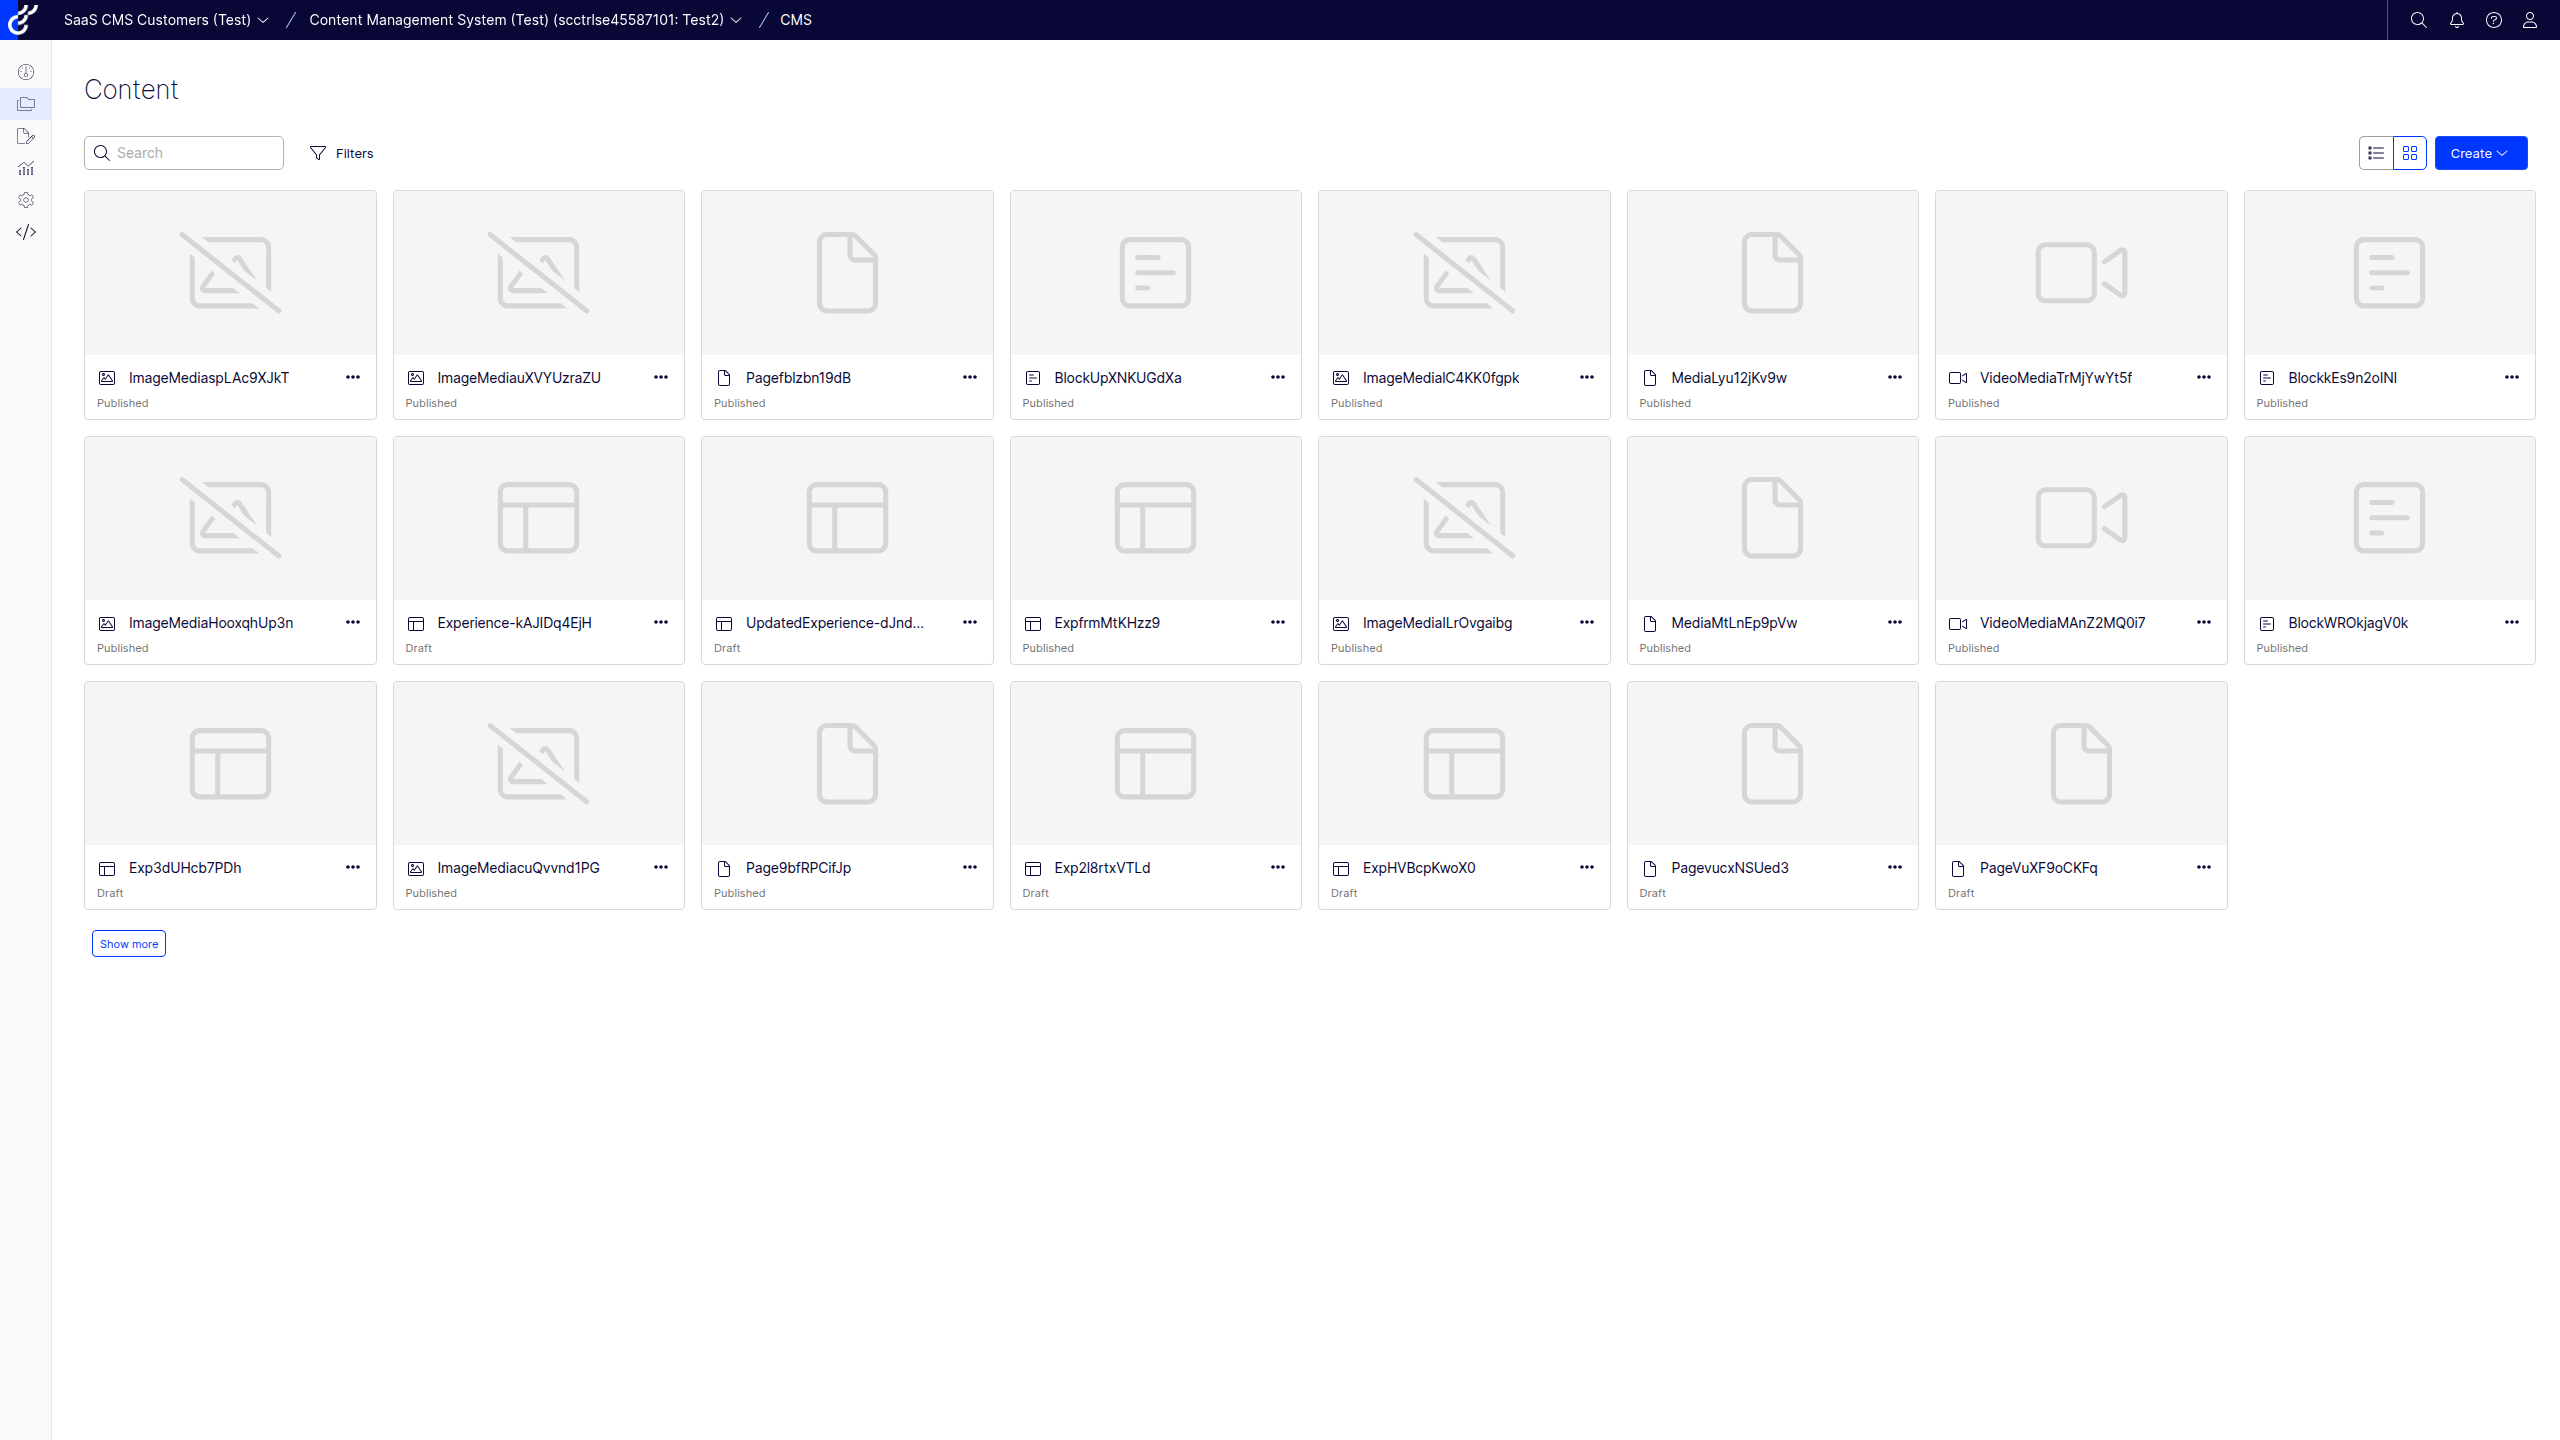 SaaS CMS Customers (Test) / Content Management System (Test) (scctrlse45587101: Test2) / CMS
Content
Search Filters Create
ImageMediaspLAc9XJkT ImageMediauXVYUzraZU Pagefblzbn19dB BlockUpXNKUGdXa ImageMedialC4KK0fgpk MediaLyu12jKv9w VideoMediaTrMjYwYt5f BlockkEs9n2oINI
Published Published Published Published Published Published Published Published
ImageMediaHooxqhUp3n Experience-kAJlDq4EjH UpdatedExperience-dJnd... ExpfrmMtKHzz9 ImageMediaILrOvgaibg MediaMtLnEp9pVw VideoMediaMAnZ2MQ0i7 BlockWROkjagV0k
Published Draft Draft Published Published Published Published Published
Exp3dUHcb7PDh ImageMediacuQvvnd1PG Page9bfRPCifJp Exp2l8rtxVTLd ExpHVBcpKwoX0 PagevucxNSUed3 PageVuXF9oCKFq
Draft Published Published Draft Draft Draft Draft
Show more